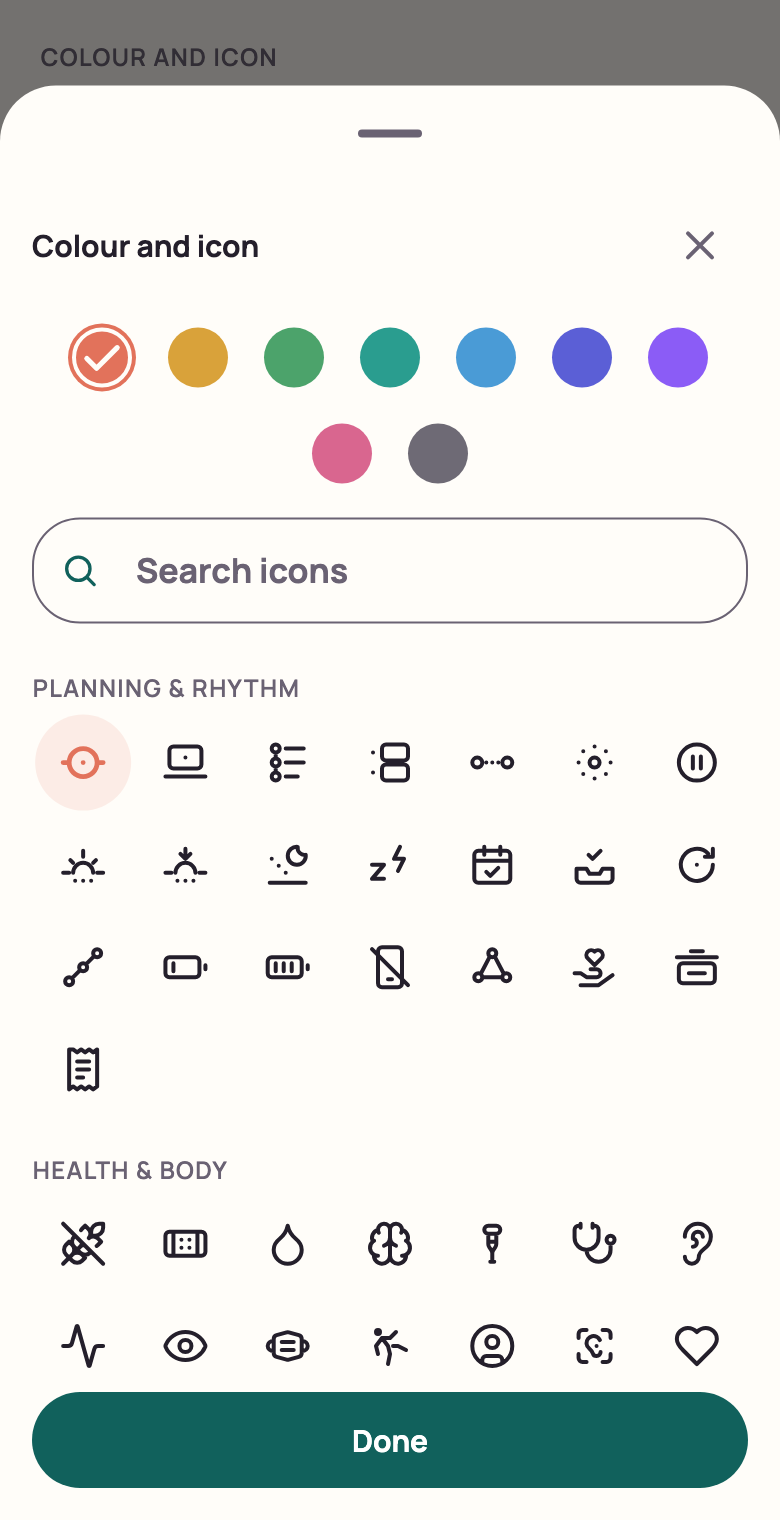 COLOUR AND ICON
Colour and icon
Search icons
PLANNING & RHYTHM
HEALTH & BODY
Done